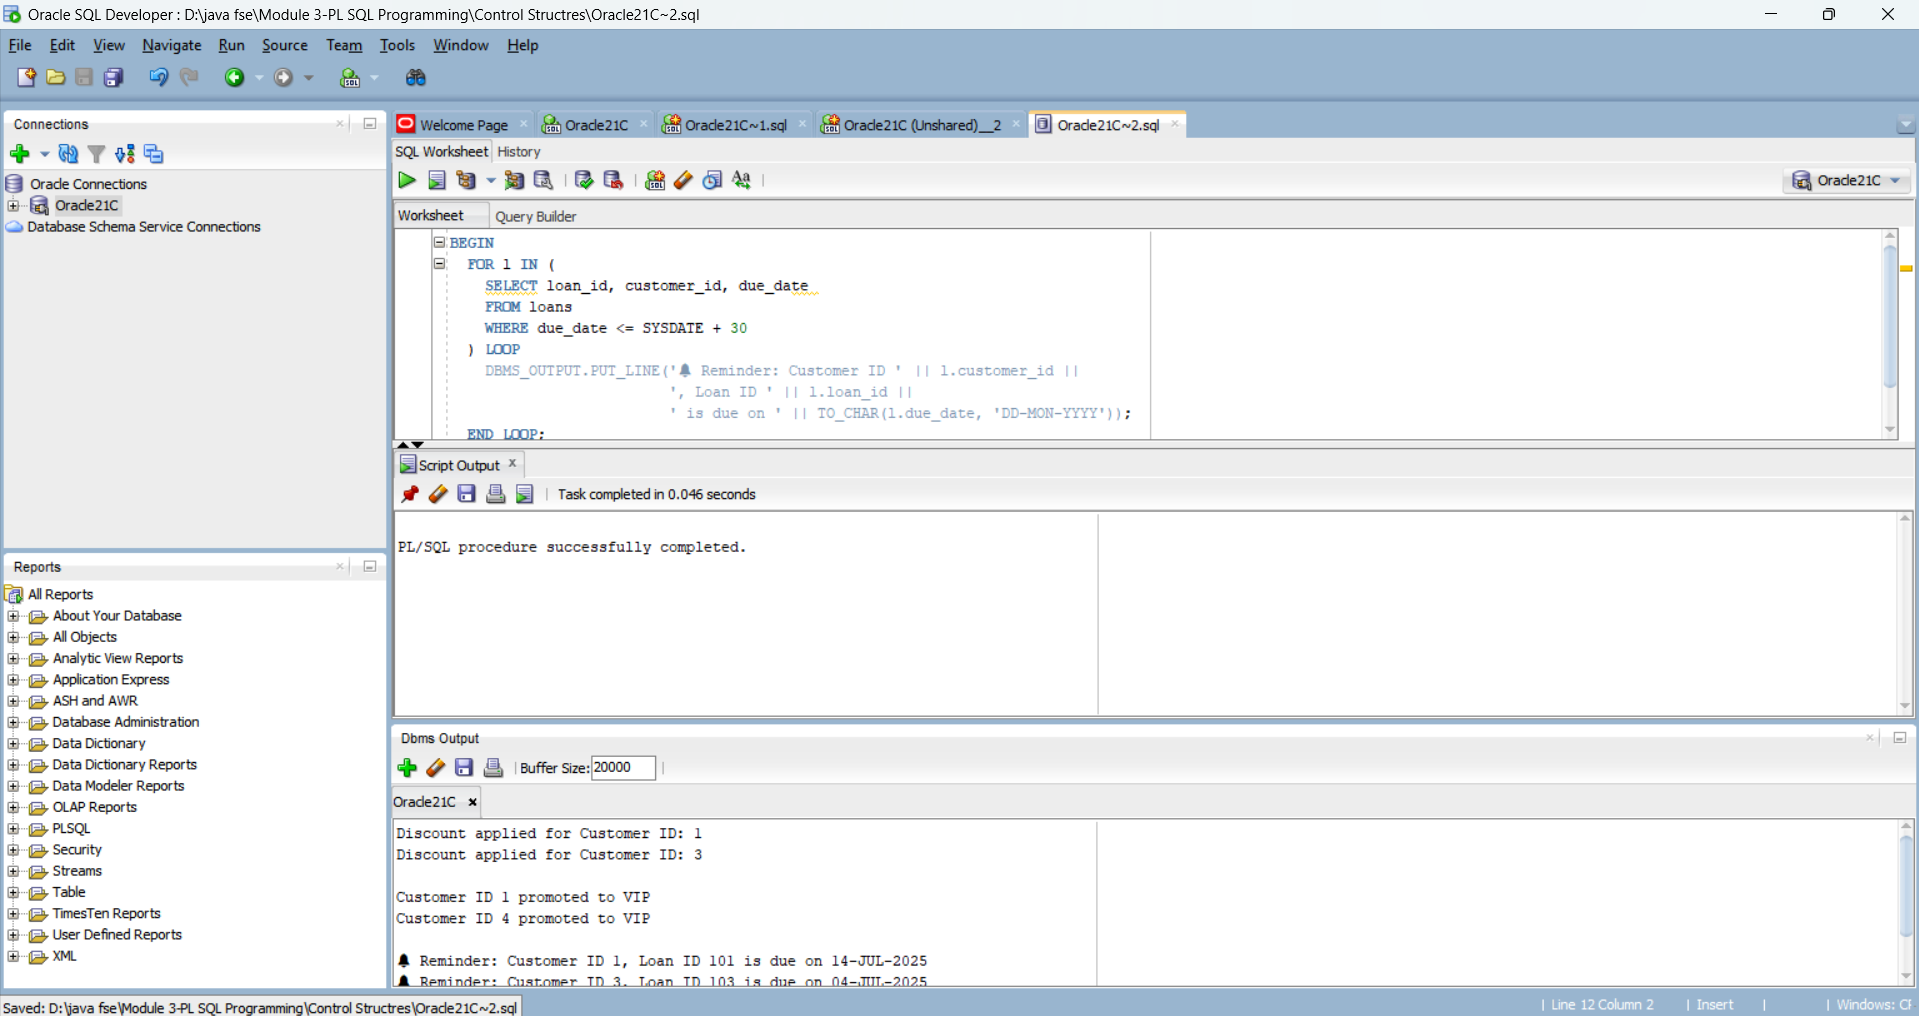 Oracle SQL Developer : D:\java fse\Module 3-PL SQL Programming\Control Structres\Oracle21C~2.sql
File Edit View Navigate Run Source Team Tools Window Help
Connections
Oracle Connections
Oracle21C
Database Schema Service Connections
Reports
All Reports
About Your Database
All Objects
Analytic View Reports
Application Express
ASH and AWR
Database Administration
Data Dictionary
Data Dictionary Reports
Data Modeler Reports
OLAP Reports
PLSQL
Security
Streams
Table
TimesTen Reports
User Defined Reports
XML
Welcome Page Oracle21C Oracle21C~1.sql Oracle21C (Unshared)__2 Oracle21C~2.sql
SQL Worksheet History
Oracle21C
Worksheet Query Builder
BEGIN
FOR l IN (
SELECT loan_id, customer_id, due_date
FROM loans
WHERE due_date <= SYSDATE + 30
) LOOP
DBMS_OUTPUT.PUT_LINE('🔔 Reminder: Customer ID ' || l.customer_id ||
', Loan ID ' || l.loan_id ||
' is due on ' || TO_CHAR(l.due_date, 'DD-MON-YYYY'));
END LOOP;
Script Output
Task completed in 0.046 seconds
PL/SQL procedure successfully completed.
Dbms Output
Buffer Size: 20000
Oracle21C
Discount applied for Customer ID: 1
Discount applied for Customer ID: 3
Customer ID 1 promoted to VIP
Customer ID 4 promoted to VIP
🔔 Reminder: Customer ID 1, Loan ID 101 is due on 14-JUL-2025
🔔 Reminder: Customer ID 3, Loan ID 103 is due on 04-JUL-2025
Saved: D:\java fse\Module 3-PL SQL Programming\Control Structres\Oracle21C~2.sql
Line 12 Column 2 Insert Windows: